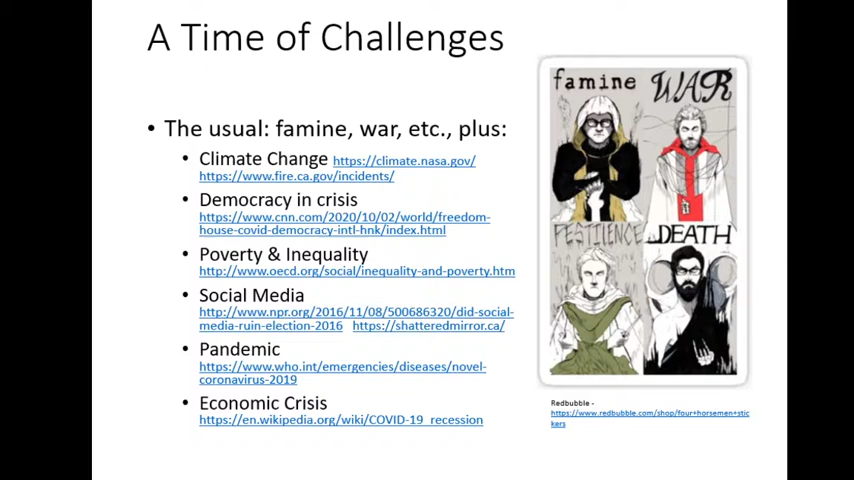 A Time of Challenges
• The usual: famine, war, etc., plus:
• Climate Change https://climate.nasa.gov/
https://www.fire.ca.gov/incidents/
• Democracy in crisis
https://www.cnn.com/2020/10/02/world/freedom-
house-covid-democracy-intl-hnk/index.html
• Poverty & Inequality
http://www.oecd.org/social/inequality-and-poverty.htm
• Social Media
http://www.npr.org/2016/11/08/500686320/did-social-
media-ruin-election-2016 https://shatteredmirror.ca/
• Pandemic
https://www.who.int/emergencies/diseases/novel-
coronavirus-2019
• Economic Crisis
https://en.wikipedia.org/wiki/COVID-19_recession
famine WAR
PESTILENCE DEATH
Redbubble -
https://www.redbubble.com/shop/four+horsemen+stic
kers